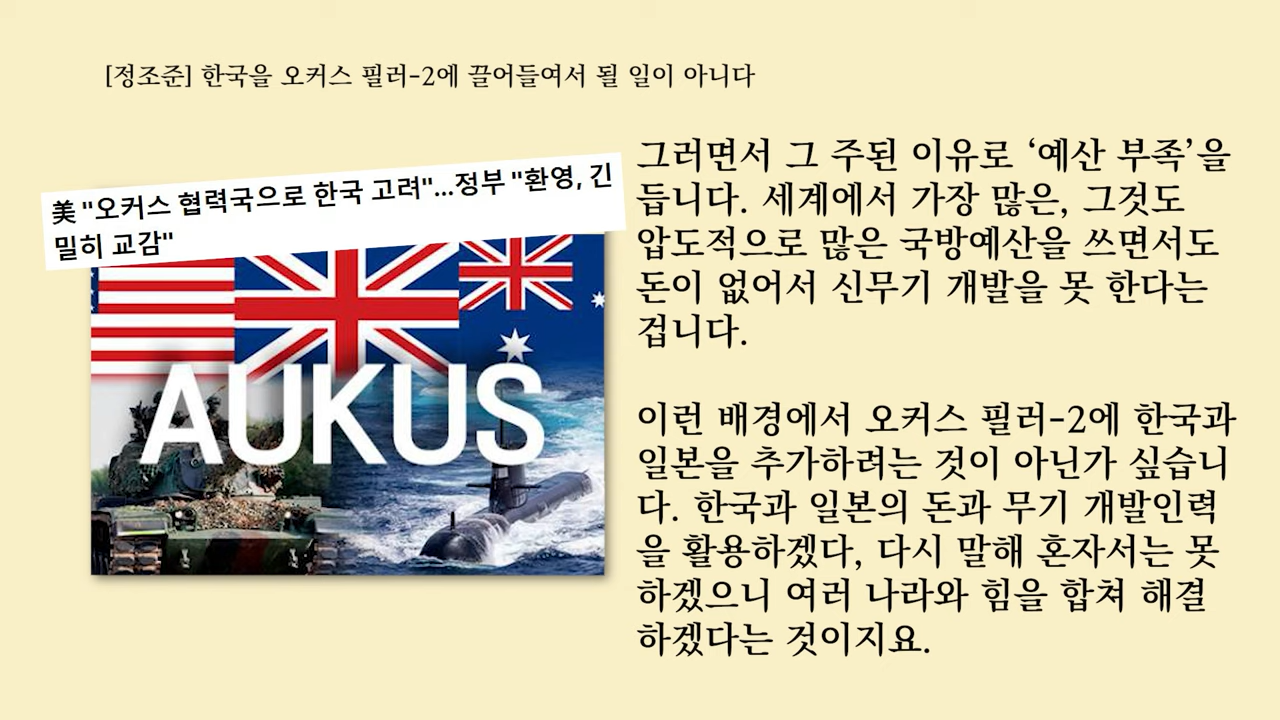 [정조준] 한국을 오커스 필러-2에 끌어들여서 될 일이 아니다
美 "오커스 협력국으로 한국 고려"...정부 "환영, 긴
밀히 교감"
AUKUS
그러면서 그 주된 이유로 ‘예산 부족’을
듭니다. 세계에서 가장 많은, 그것도
압도적으로 많은 국방예산을 쓰면서도
돈이 없어서 신무기 개발을 못 한다는
겁니다.
이런 배경에서 오커스 필러-2에 한국과
일본을 추가하려는 것이 아닌가 싶습니
다. 한국과 일본의 돈과 무기 개발인력
을 활용하겠다, 다시 말해 혼자서는 못
하겠으니 여러 나라와 힘을 합쳐 해결
하겠다는 것이지요.